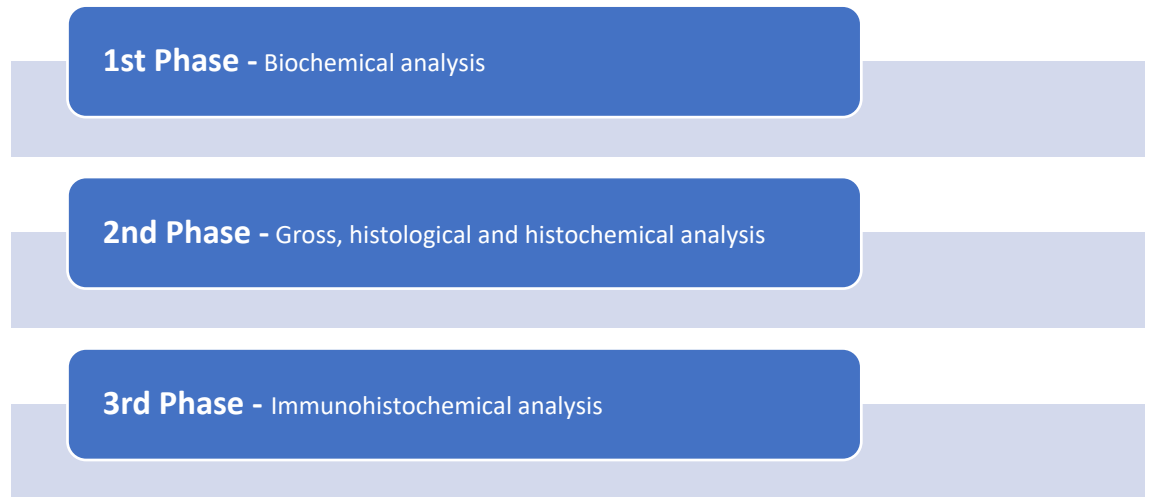 1st Phase - Biochemical analysis
2nd Phase - Gross, histological and histochemical analysis
3rd Phase - Immunohistochemical analysis